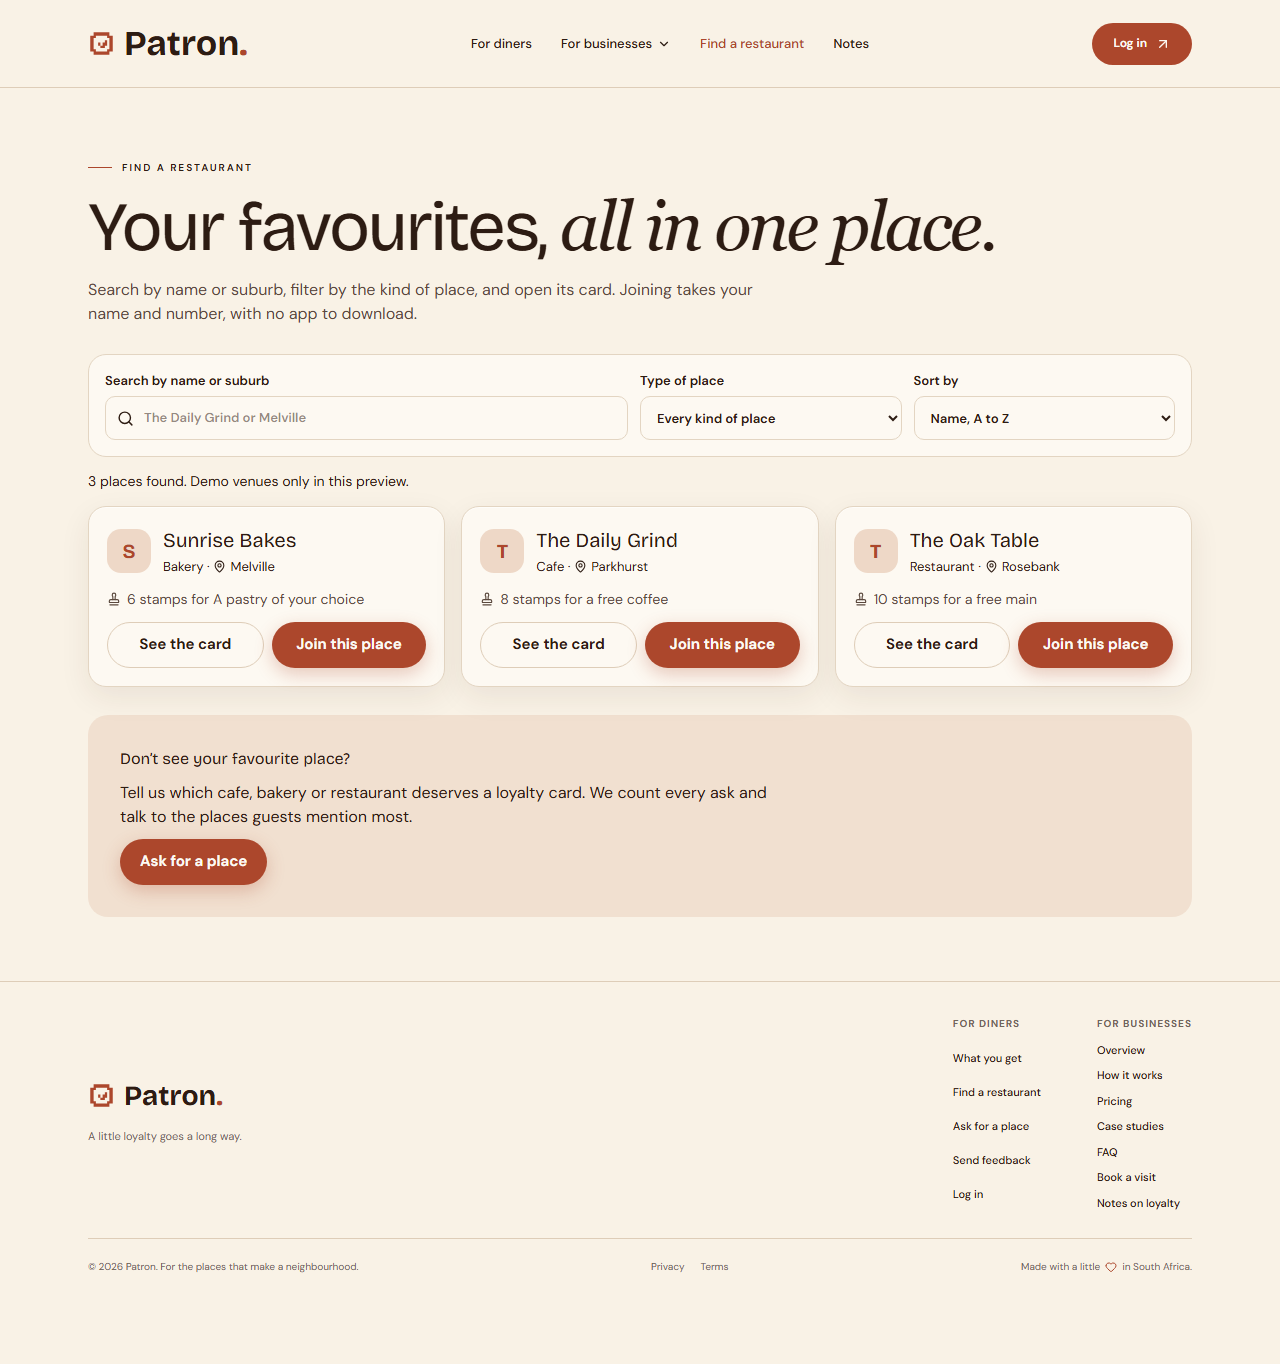 Patron.
For diners
For businesses
Find a restaurant
Notes
Log in
FIND A RESTAURANT
Your favourites, all in one place.
Search by name or suburb, filter by the kind of place, and open its card. Joining takes your
name and number, with no app to download.
Search by name or suburb
Type of place
Sort by
The Daily Grind or Melville
Every kind of place
Name, A to Z
3 places found. Demo venues only in this preview.
S
Sunrise Bakes
Bakery · Melville
6 stamps for A pastry of your choice
See the card
Join this place
T
The Daily Grind
Cafe · Parkhurst
8 stamps for a free coffee
See the card
Join this place
T
The Oak Table
Restaurant · Rosebank
10 stamps for a free main
See the card
Join this place
Don't see your favourite place?
Tell us which cafe, bakery or restaurant deserves a loyalty card. We count every ask and
talk to the places guests mention most.
Ask for a place
Patron.
A little loyalty goes a long way.
FOR DINERS
What you get
Find a restaurant
Ask for a place
Send feedback
Log in
FOR BUSINESSES
Overview
How it works
Pricing
Case studies
FAQ
Book a visit
Notes on loyalty
© 2026 Patron. For the places that make a neighbourhood.
Privacy
Terms
Made with a little ♡ in South Africa.